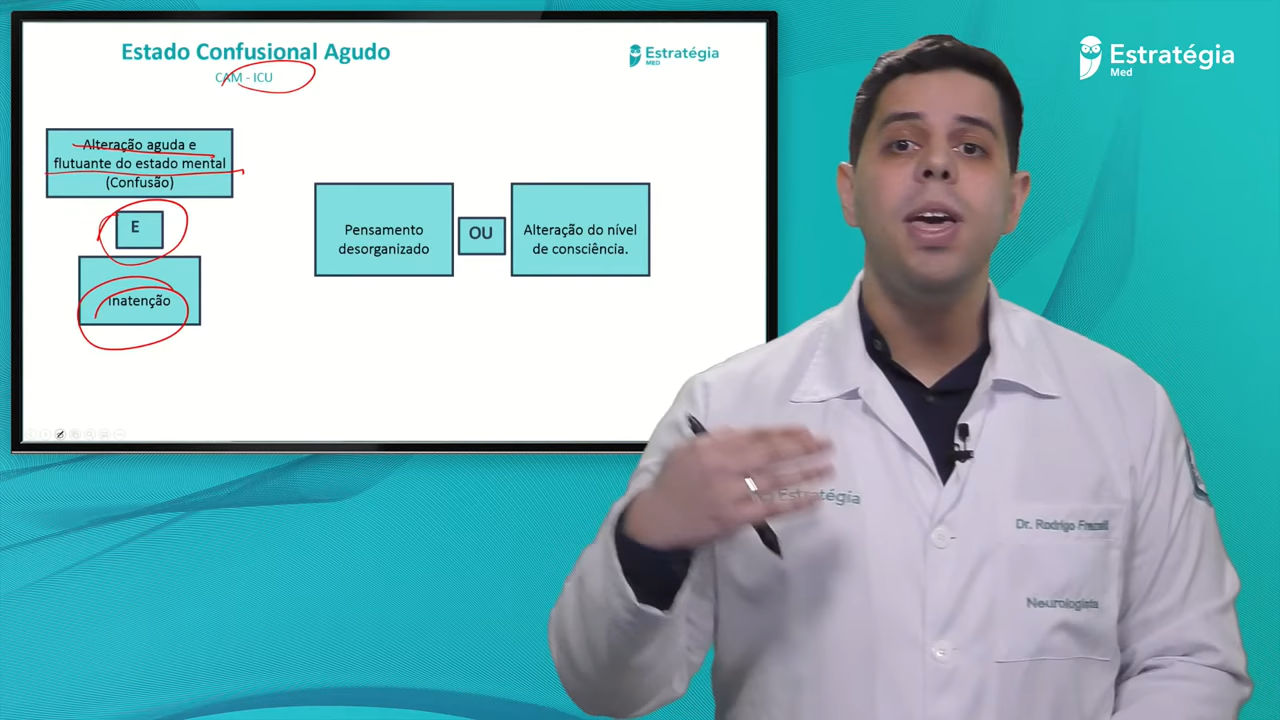 Estado Confusional Agudo
CAM - ICU
Estratégia
MED
Alteração aguda e
flutuante do estado mental
(Confusão)
E
Inatenção
Pensamento
desorganizado
OU
Alteração do nível
de consciência.
Estratégia
Med
Estratégia
Dr. Rodrigo
Neurologista